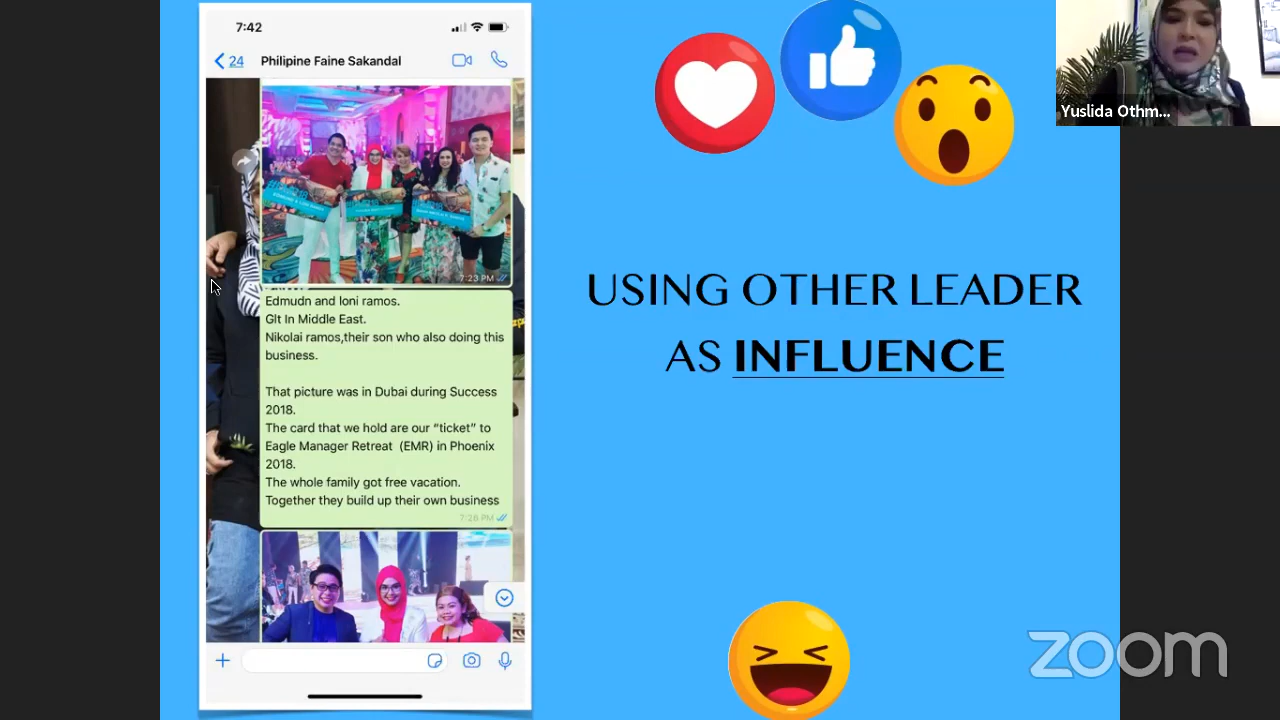 7:42
24
Philipine Faine Sakandal
7:23 PM
Edmudn and loni ramos.
Glt In Middle East.
Nikolai ramos,their son who also doing this
business.
That picture was in Dubai during Success
2018.
The card that we hold are our “ticket” to
Eagle Manager Retreat (EMR) in Phoenix
2018.
The whole family got free vacation.
Together they build up their own business
7:28 PM
USING OTHER LEADER
AS INFLUENCE
Yuslida Othm...
zoom